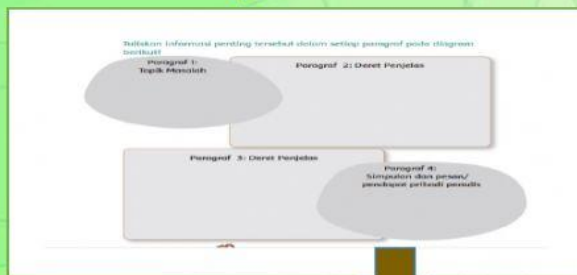 Tuliskan informasi penting tersebut dalam setiap paragraf pada diagram
berikut!
Paragraf 1:
Topik Masalah
Paragraf 2: Deret Penjelas
Paragraf 3: Deret Penjelas
Paragraf 4:
Simpulan dan pesan/
pendapat pribadi penulis